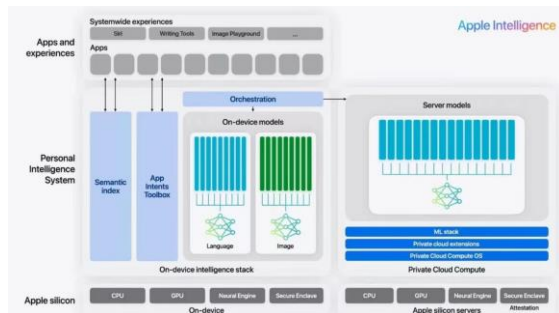 Apple Intelligence
Apps and experiences
Systemwide experiences
Siri
Writing Tools
Image Playground
...
Apps
Personal Intelligence System
Semantic index
App Intents Toolbox
Orchestration
On-device models
Language
Image
On-device intelligence stack
Server models
ML stack
Private cloud extensions
Private Cloud Compute OS
Private Cloud Compute
Apple silicon
CPU
GPU
Neural Engine
Secure Enclave
On-device
CPU
GPU
Neural Engine
Secure Enclave
Attestation
Apple silicon servers